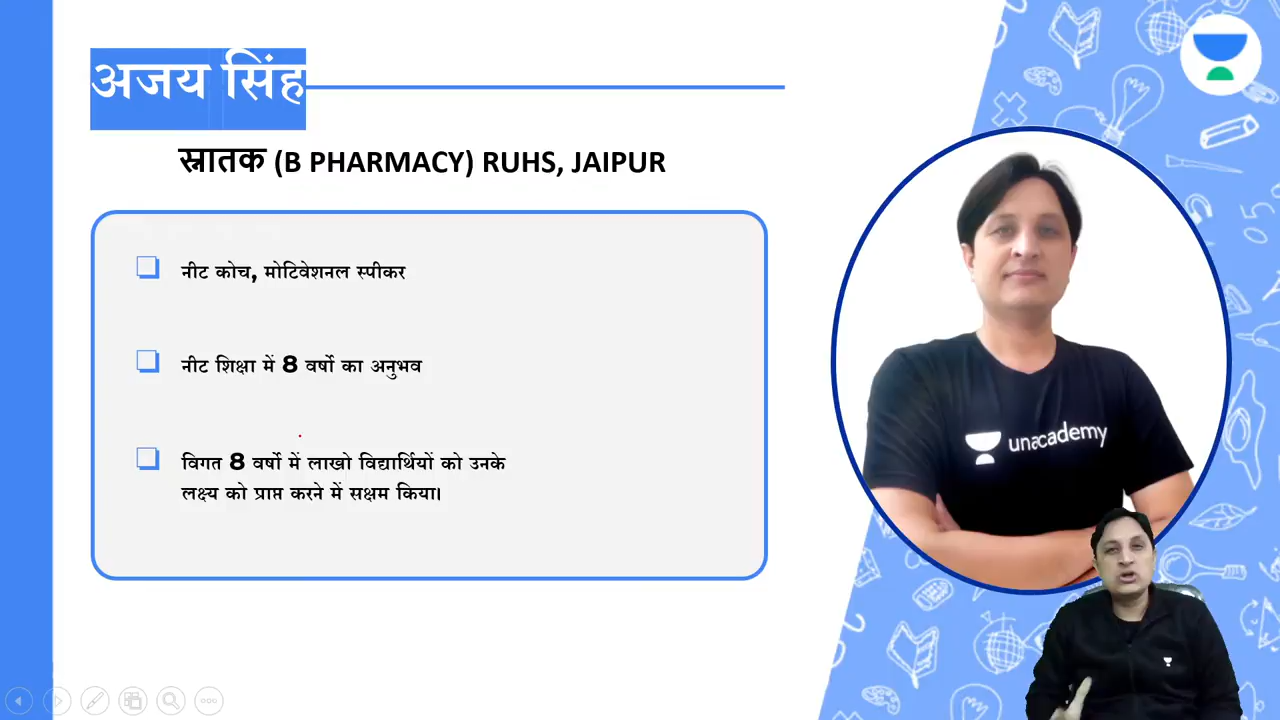 अजय सिंह
स्नातक (B PHARMACY) RUHS, JAIPUR
नीट कोच, मोटिवेशनल स्पीकर
नीट शिक्षा में 8 वर्षो का अनुभव
विगत 8 वर्षो में लाखो विद्यार्थियों को उनके
लक्ष्य को प्राप्त करने में सक्षम किया।
unacademy